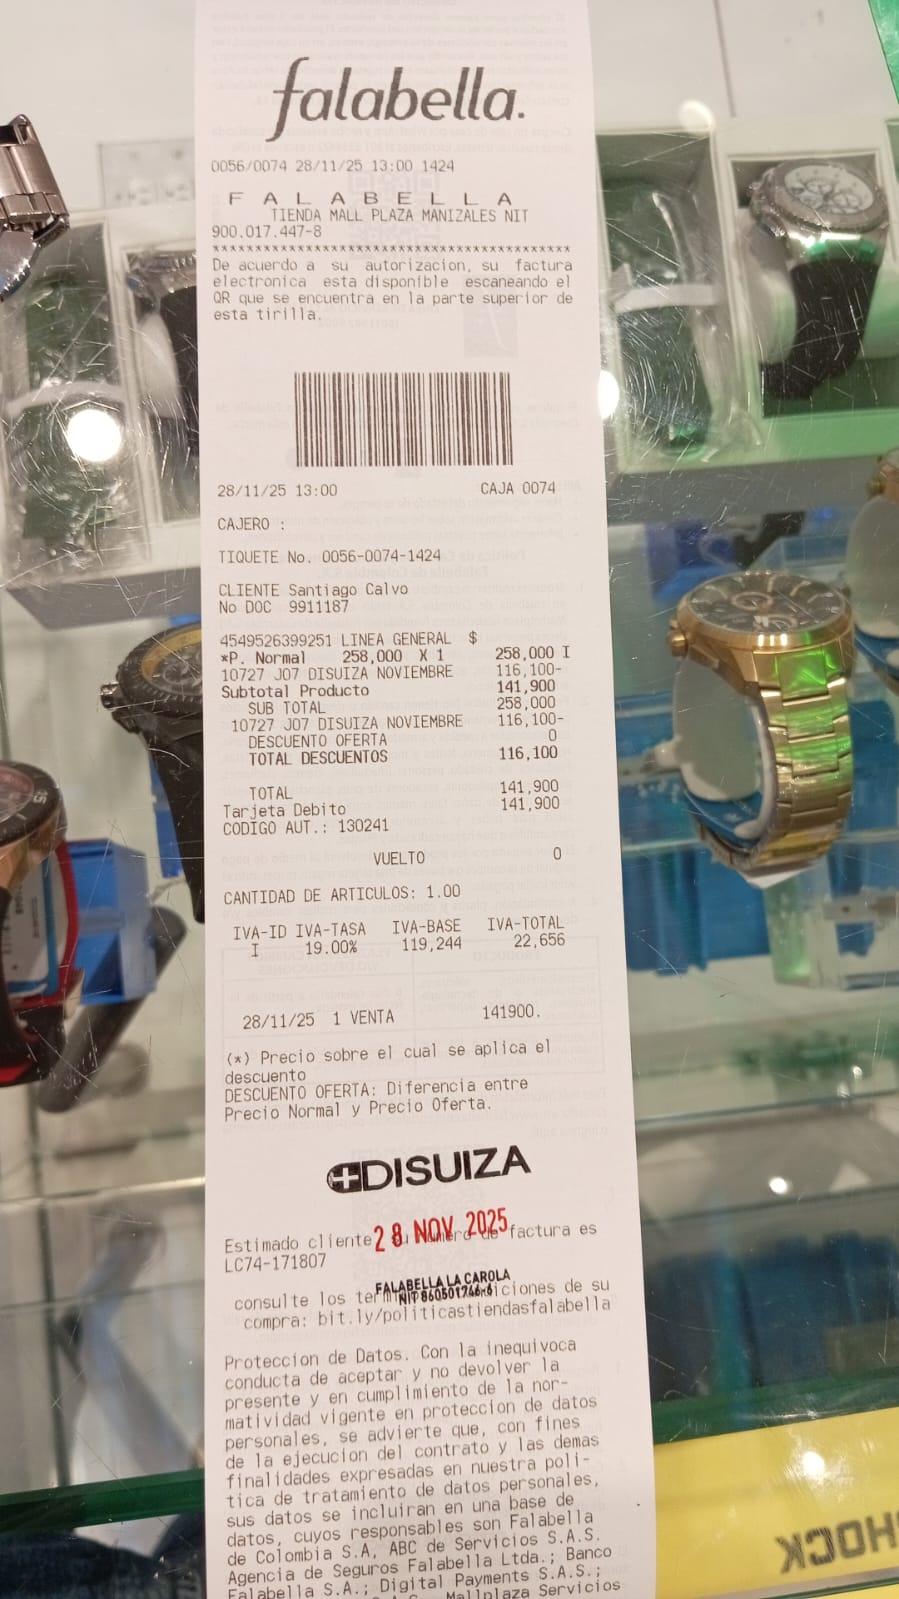 falabella.
0056/0074 28/11/25 13:00 1424
F A L A B E L L A
TIENDA MALL PLAZA MANIZALES NIT
900.017.447-8
******************************************
De acuerdo a su autorizacion, su factura
electronica esta disponible escaneando el
QR que se encuentra en la parte superior de
esta tirilla.
28/11/25 13:00 CAJA 0074
CAJERO :
TIQUETE No. 0056-0074-1424
CLIENTE Santiago Calvo
No DOC 9911187
4549526399251 LINEA GENERAL $
*P. Normal 258,000 X 1 258,000 I
10727 J07 DISUIZA NOVIEMBRE 116,100-
Subtotal Producto 141,900
SUB TOTAL 258,000
10727 J07 DISUIZA NOVIEMBRE 116,100-
DESCUENTO OFERTA 0
TOTAL DESCUENTOS 116,100
TOTAL 141,900
Tarjeta Debito 141,900
CODIGO AUT.: 130241
VUELTO 0
CANTIDAD DE ARTICULOS: 1.00
IVA-ID IVA-TASA IVA-BASE IVA-TOTAL
I 19.00% 119,244 22,656
28/11/25 1 VENTA 141900.
(*) Precio sobre el cual se aplica el
descuento
DESCUENTO OFERTA: Diferencia entre
Precio Normal y Precio Oferta.
DISUIZA
28 NOV 2025
Estimado cliente su numero de factura es
LC74-171807
FALABELLA LA CAROLA
NIT 860501746-6
consulte los terminos condiciones de su
compra: bit.ly/politicastiendasfalabella
Proteccion de Datos. Con la inequivoca
conducta de aceptar y no devolver la
presente y en cumplimiento de la nor-
matividad vigente en proteccion de datos
personales, se advierte que, con fines
de la ejecucion del contrato y las demas
finalidades expresadas en nuestra poli-
tica de tratamiento de datos personales,
sus datos se incluiran en una base de
datos, cuyos responsables son Falabella
de Colombia S.A, ABC de Servicios S.A.S.
Agencia de Seguros Falabella Ltda.; Banco
Falabella S.A.; Digital Payments S.A.S.;
Mallplaza Servicios